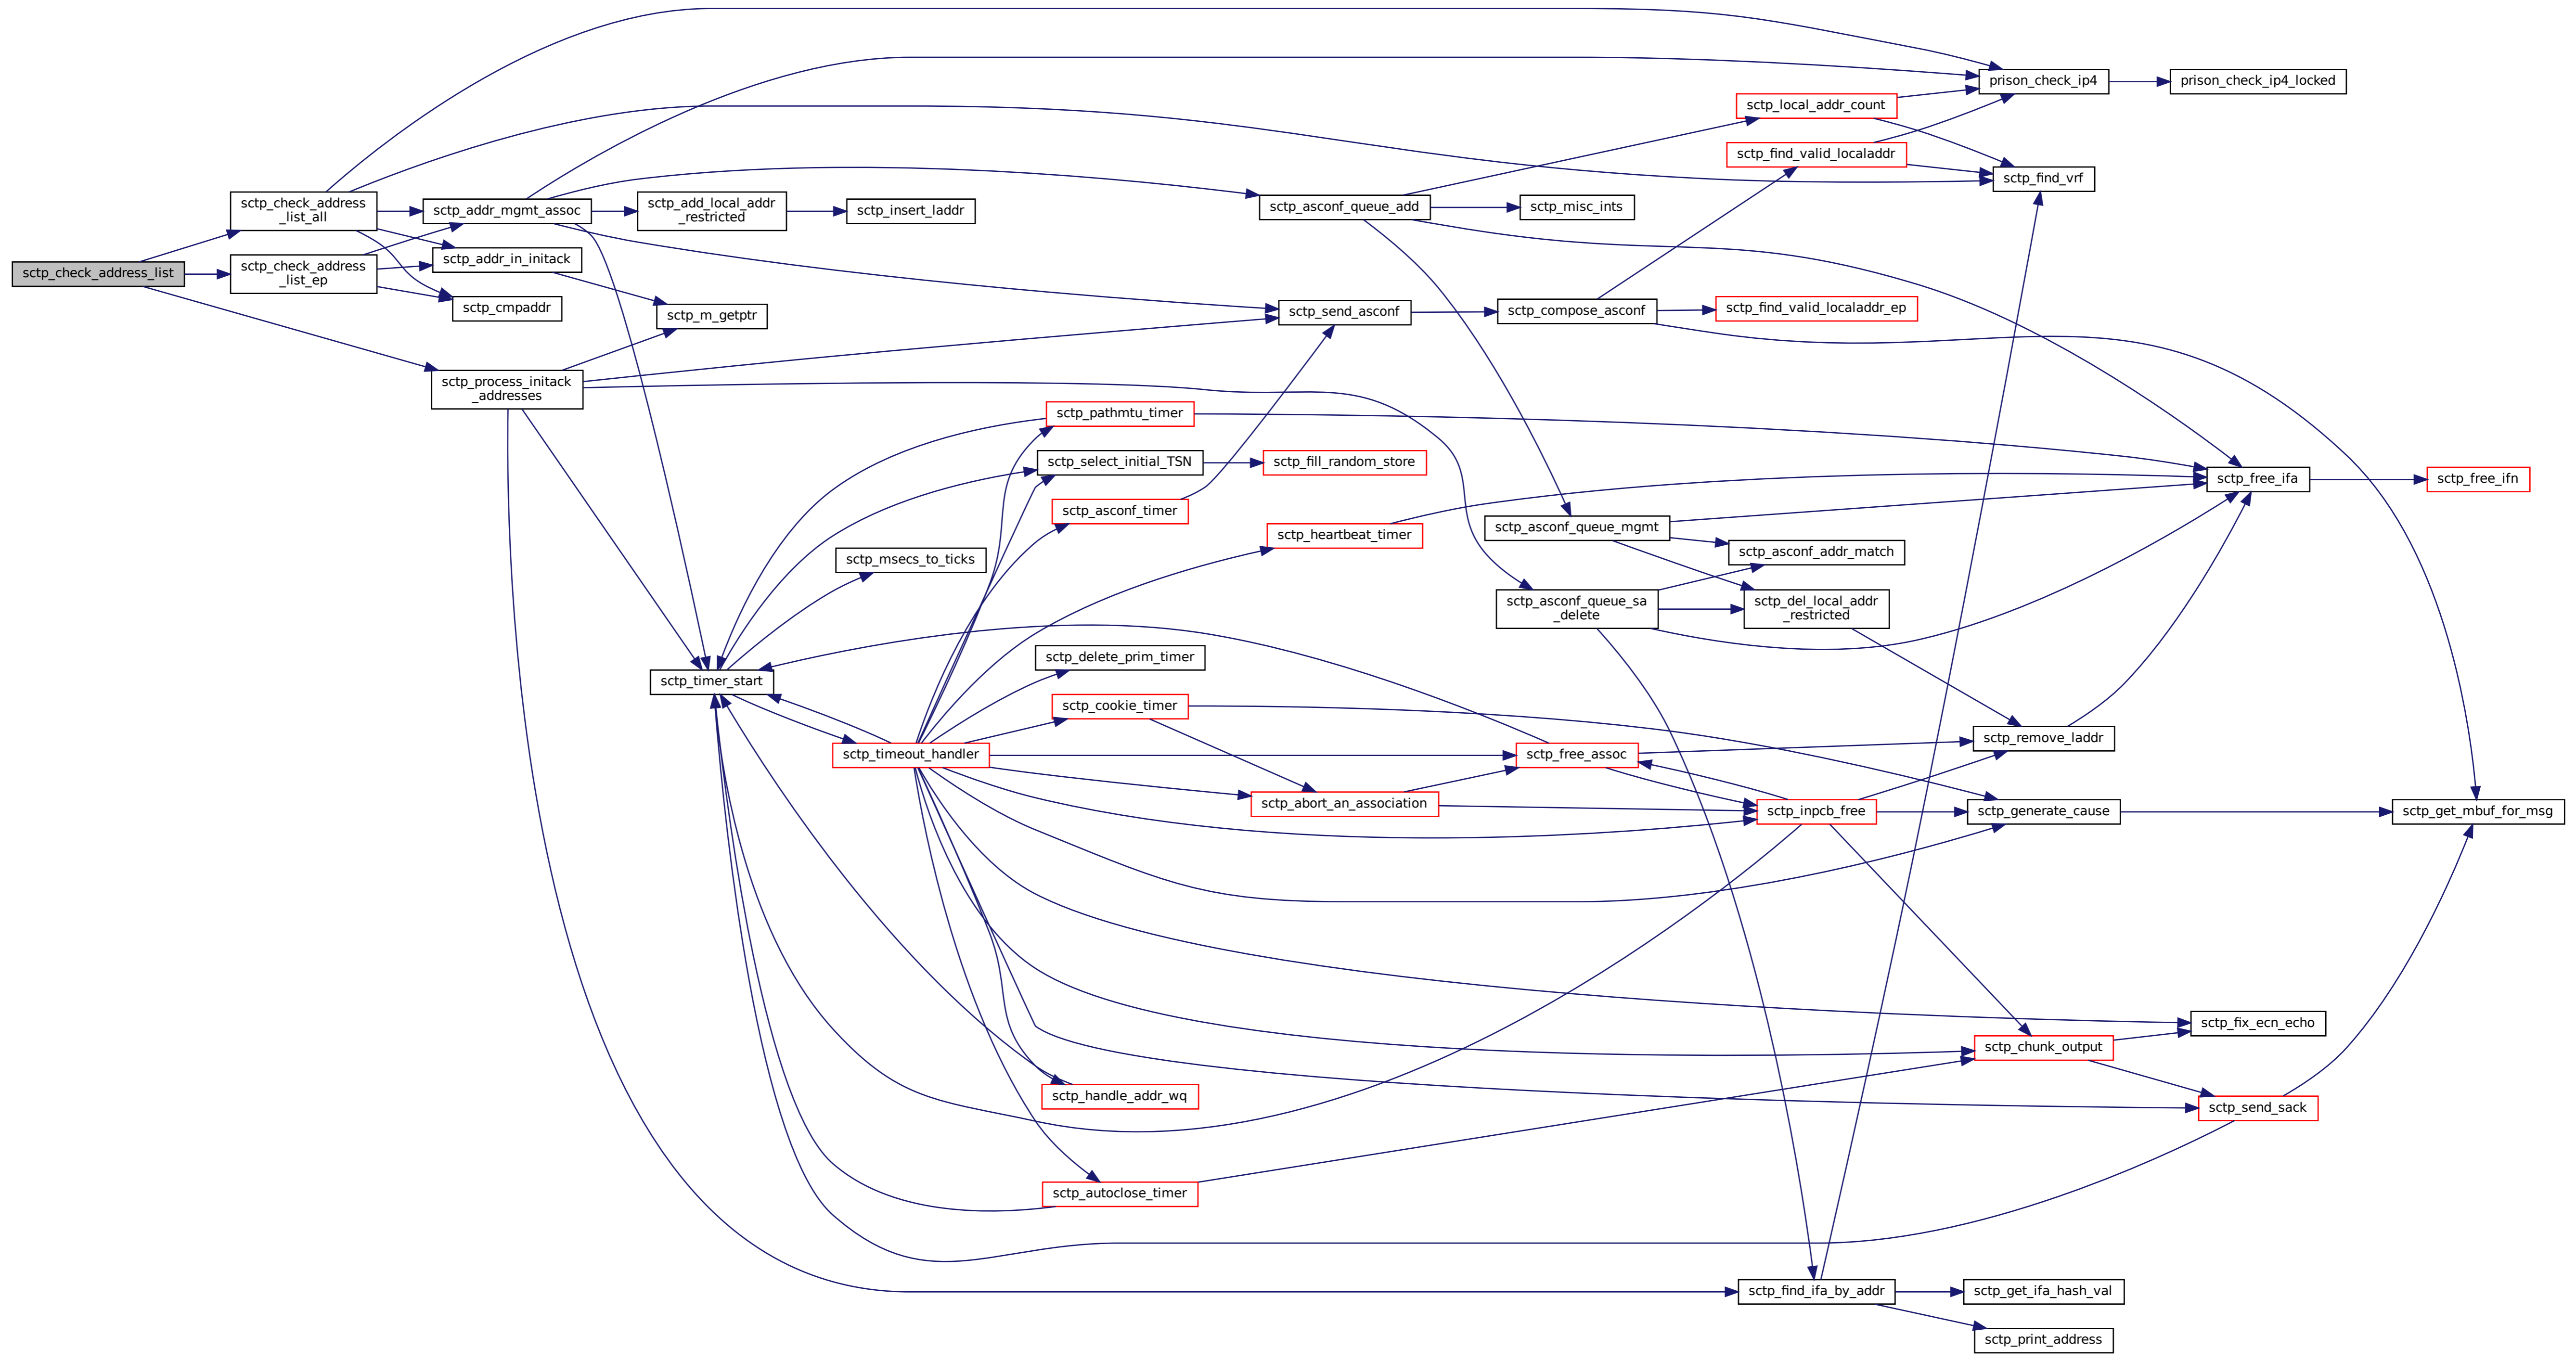 sctp_check_address_list
sctp_check_address
_list_all
sctp_check_address
_list_ep
sctp_addr_mgmt_assoc
sctp_addr_in_initack
sctp_cmpaddr
sctp_process_initack
_addresses
sctp_add_local_addr
_restricted
sctp_m_getptr
sctp_timer_start
sctp_insert_laddr
sctp_msecs_to_ticks
sctp_timeout_handler
sctp_pathmtu_timer
sctp_select_initial_TSN
sctp_asconf_timer
sctp_delete_prim_timer
sctp_cookie_timer
sctp_handle_addr_wq
sctp_autoclose_timer
sctp_asconf_queue_add
sctp_send_asconf
sctp_fill_random_store
sctp_heartbeat_timer
sctp_abort_an_association
sctp_misc_ints
sctp_compose_asconf
sctp_asconf_queue_mgmt
sctp_asconf_queue_sa
_delete
sctp_free_assoc
sctp_local_addr_count
sctp_find_valid_localaddr
sctp_find_valid_localaddr_ep
sctp_asconf_addr_match
sctp_del_local_addr
_restricted
sctp_inpcb_free
sctp_find_ifa_by_addr
prison_check_ip4
sctp_find_vrf
sctp_remove_laddr
sctp_generate_cause
sctp_chunk_output
sctp_get_ifa_hash_val
sctp_print_address
prison_check_ip4_locked
sctp_free_ifa
sctp_fix_ecn_echo
sctp_send_sack
sctp_free_ifn
sctp_get_mbuf_for_msg